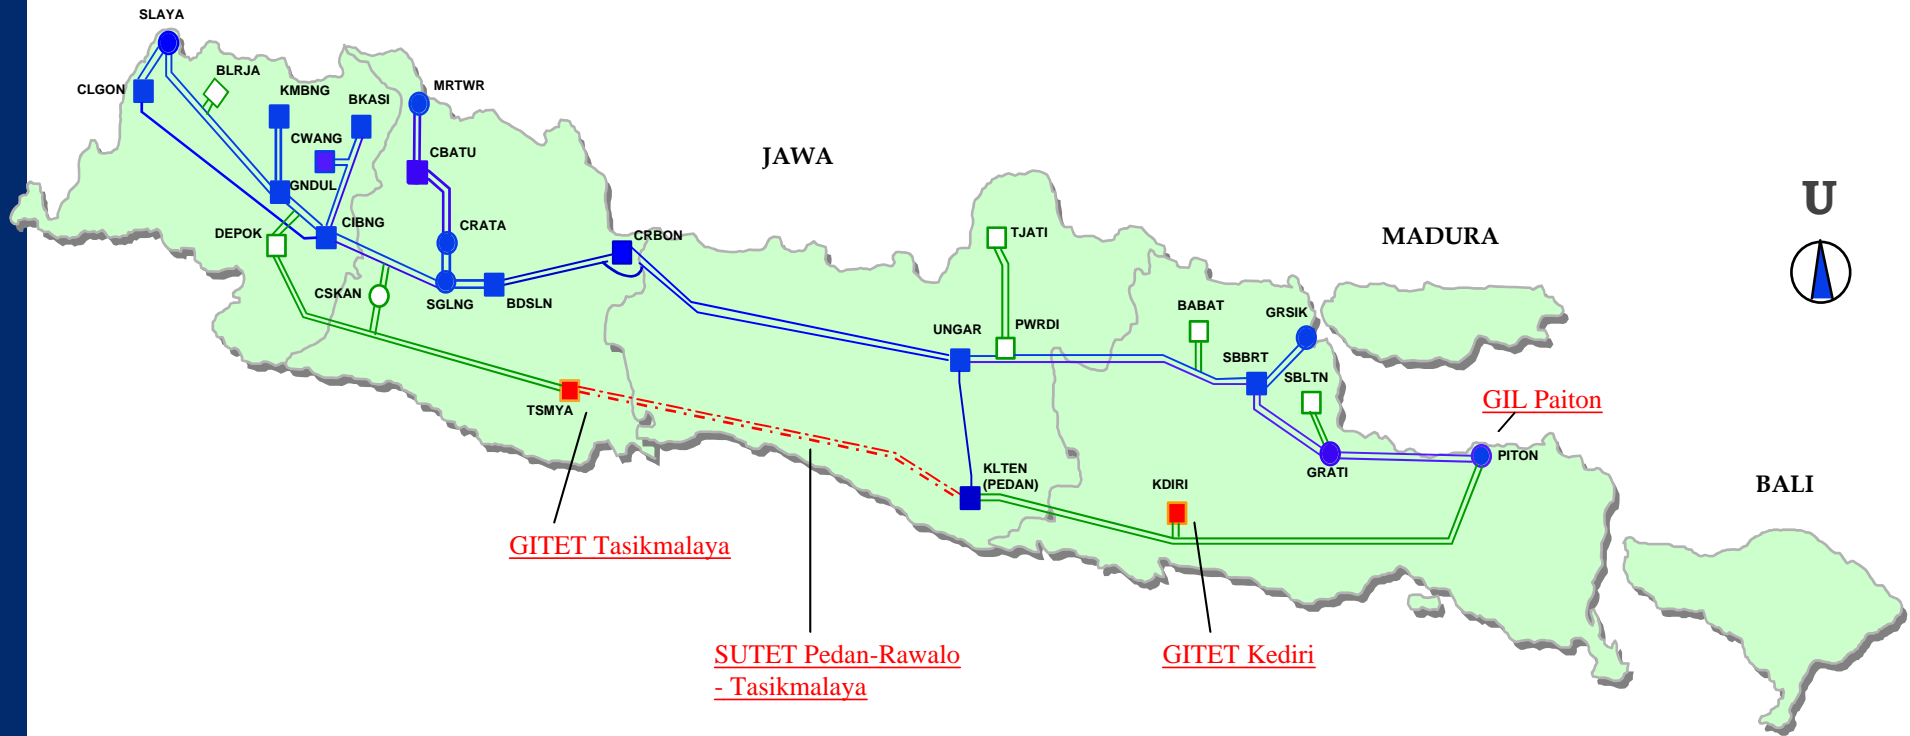 SLAYA
BLRJA
CLGON
KMBNG
BKASI
MRTWR
CWANG
CBATU
JAWA
GNDUL
U
CIBNG
CRATA
DEPOK
CRBON
TJATI
MADURA
CSKAN
SGLNG
BDSLN
BABAT
GRSIK
UNGAR
PWRDI
SBBRT
SBLTN
GIL Paiton
TSMYA
KLTEN
(PEDAN)
GRATI
PITON
KDIRI
BALI
GITET Tasikmalaya
SUTET Pedan-Rawalo
- Tasikmalaya
GITET Kediri